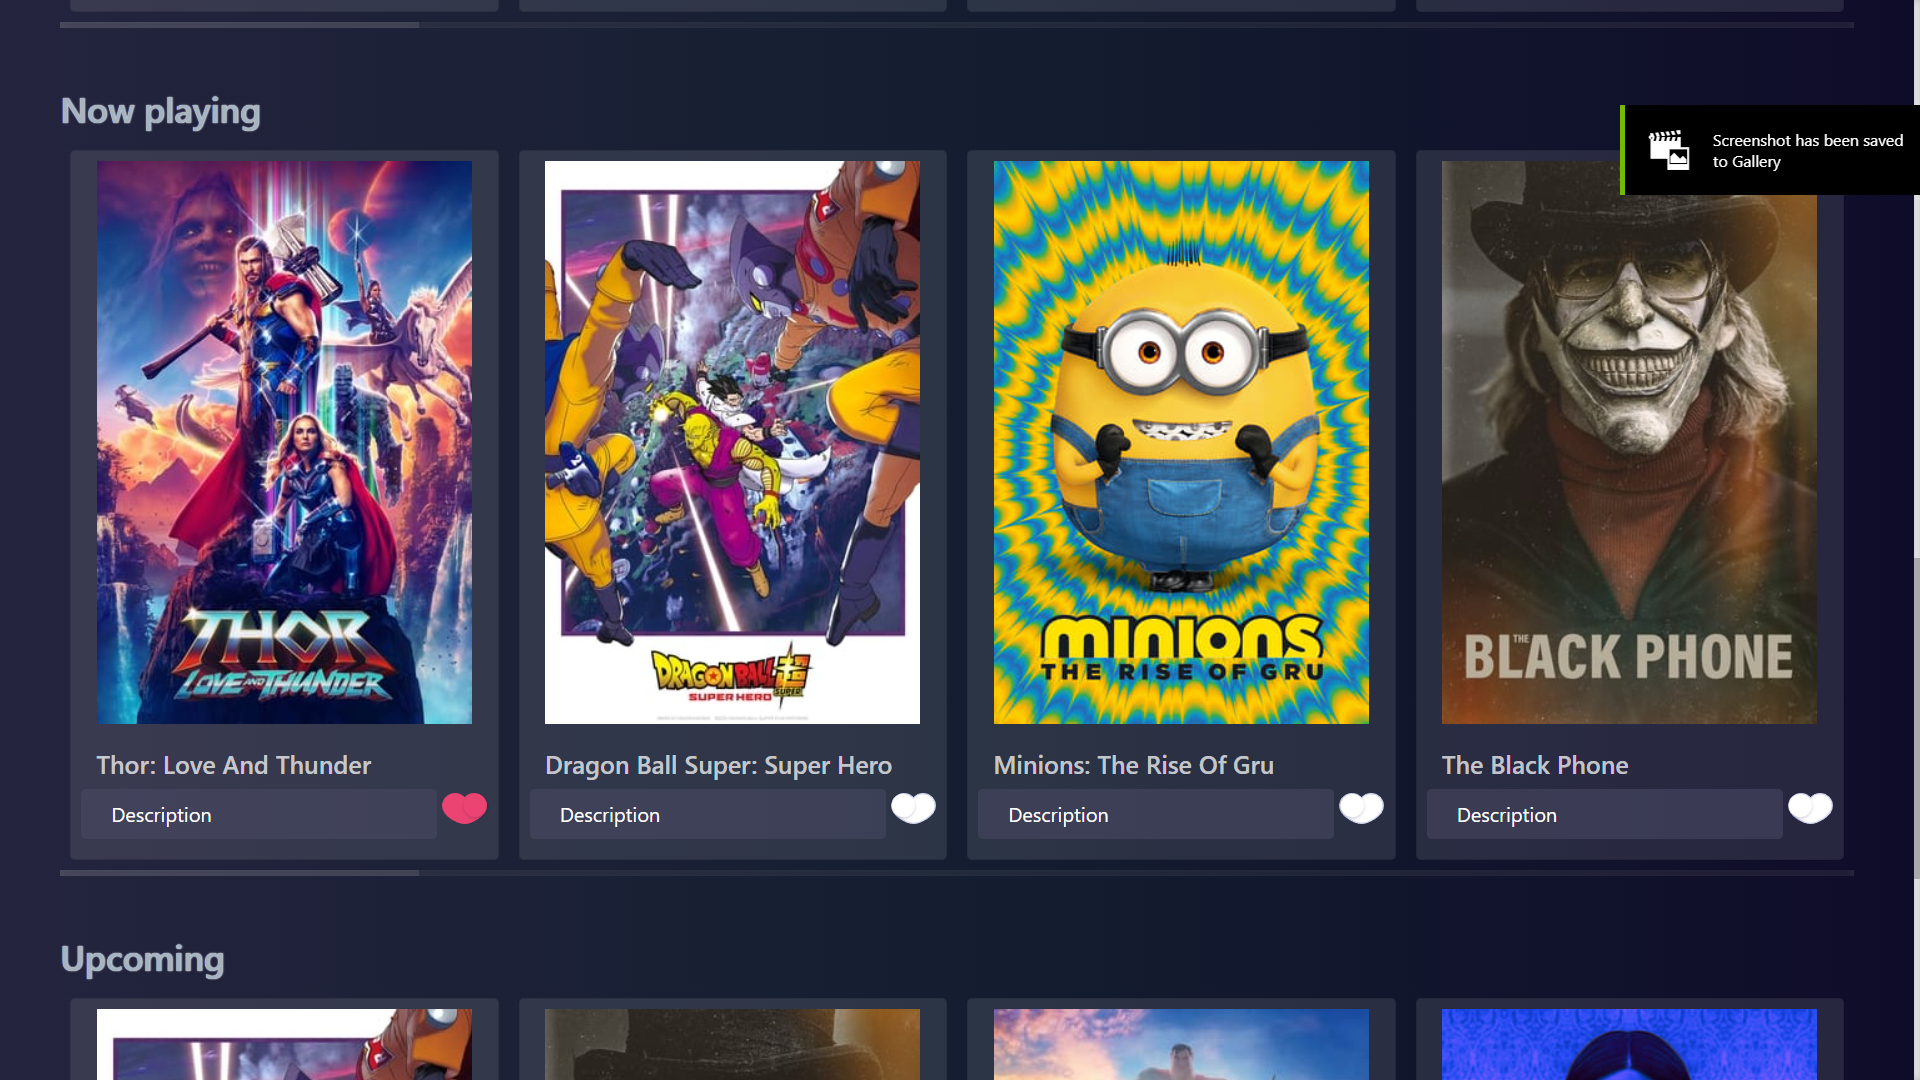 Now playing
Screenshot has been saved
to Gallery
THOR
LOVE AND THUNDER
DRAGONBALL
SUPER
SUPER HERO
minions
THE RISE OF GRU
THE
BLACK PHONE
Thor: Love And Thunder
Dragon Ball Super: Super Hero
Minions: The Rise Of Gru
The Black Phone
Description
Description
Description
Description
Upcoming